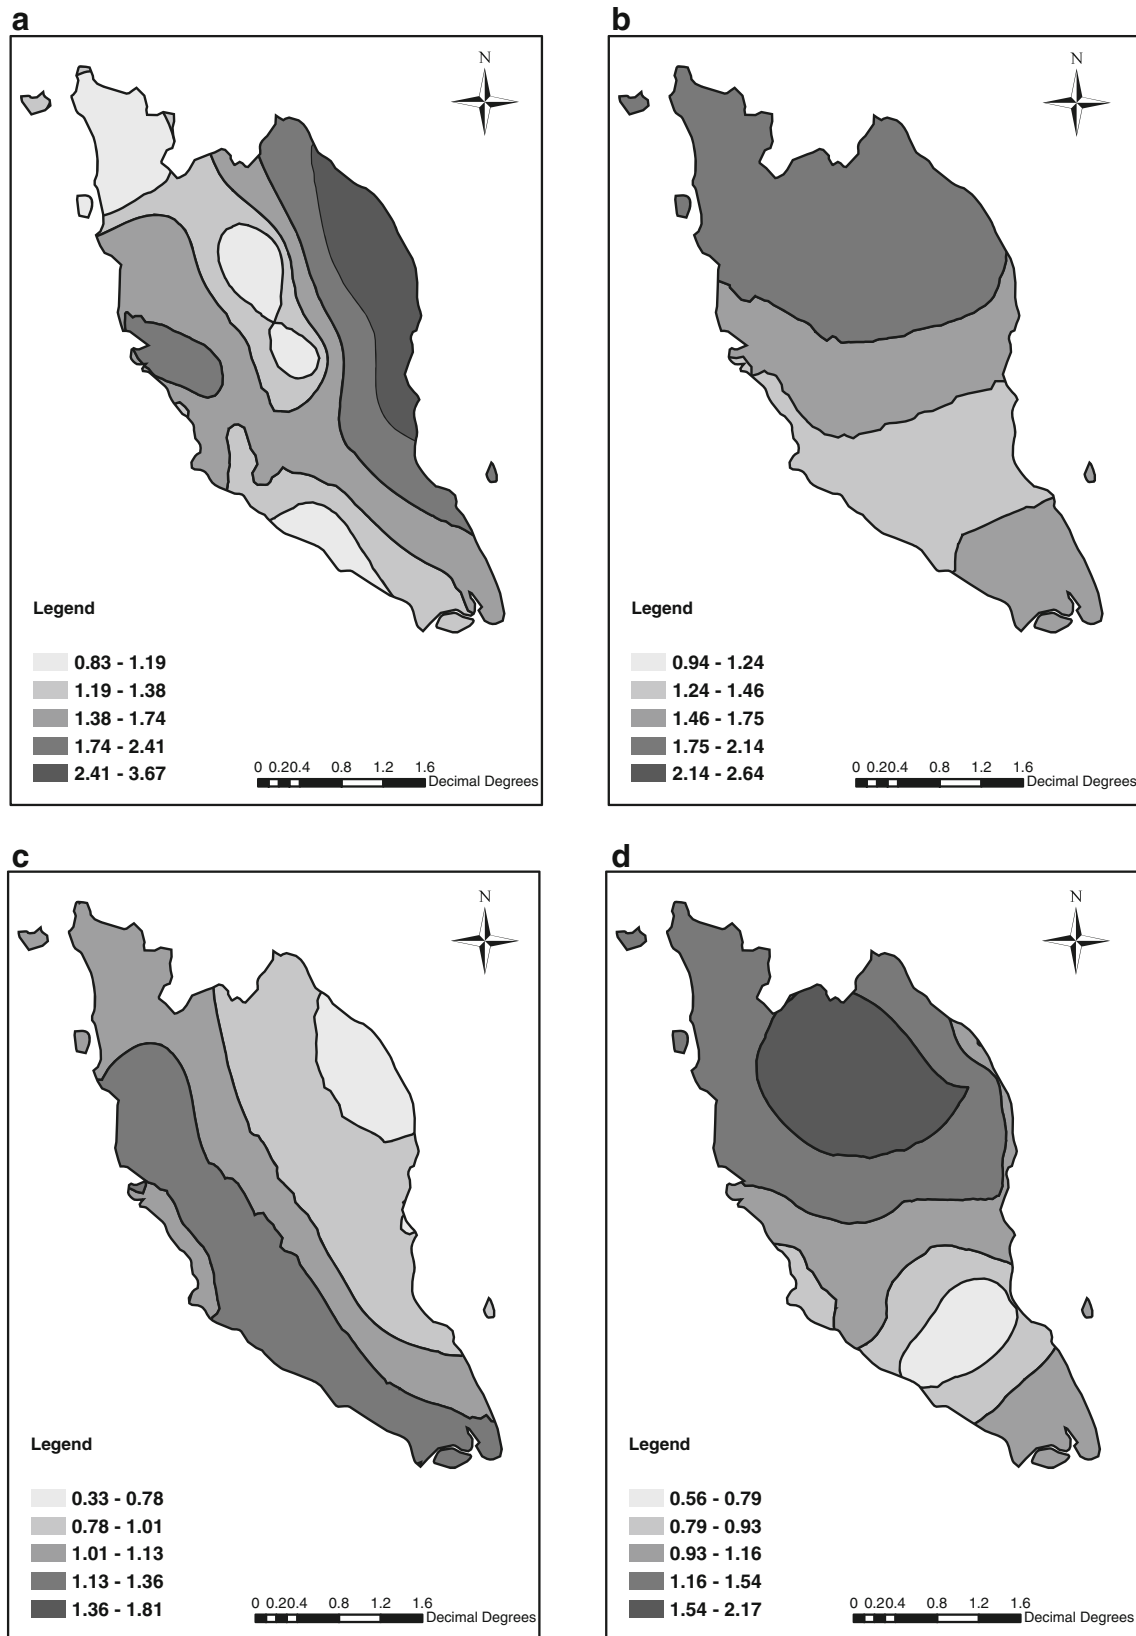 a
N
Legend
0.83 - 1.19
1.19 - 1.38
1.38 - 1.74
1.74 - 2.41
2.41 - 3.67
0 0.20.4 0.8 1.2 1.6
Decimal Degrees
b
N
Legend
0.94 - 1.24
1.24 - 1.46
1.46 - 1.75
1.75 - 2.14
2.14 - 2.64
0 0.20.4 0.8 1.2 1.6
Decimal Degrees
c
N
Legend
0.33 - 0.78
0.78 - 1.01
1.01 - 1.13
1.13 - 1.36
1.36 - 1.81
0 0.20.4 0.8 1.2 1.6
Decimal Degrees
d
N
Legend
0.56 - 0.79
0.79 - 0.93
0.93 - 1.16
1.16 - 1.54
1.54 - 2.17
0 0.20.4 0.8 1.2 1.6
Decimal Degrees